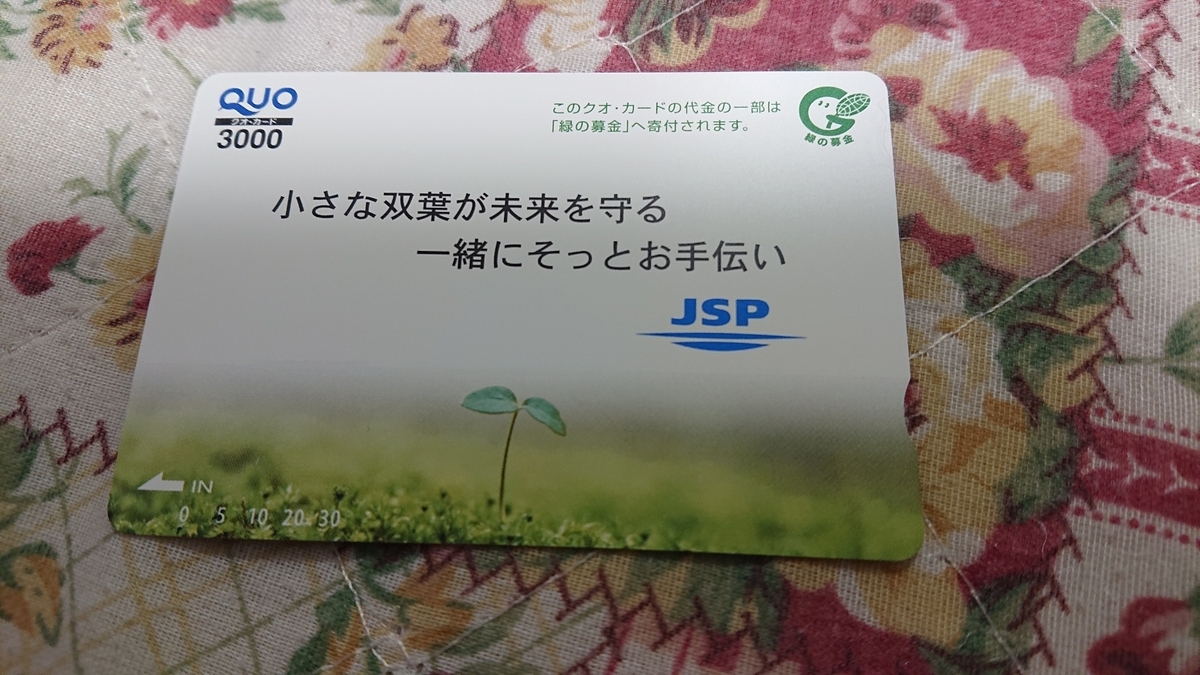 QUO
クオ・カード
3000
このクオ・カードの代金の一部は
「緑の募金」へ寄付されます。
緑の募金
小さな双葉が未来を守る
一緒にそっとお手伝い
JSP
IN
0 5 10 20 30